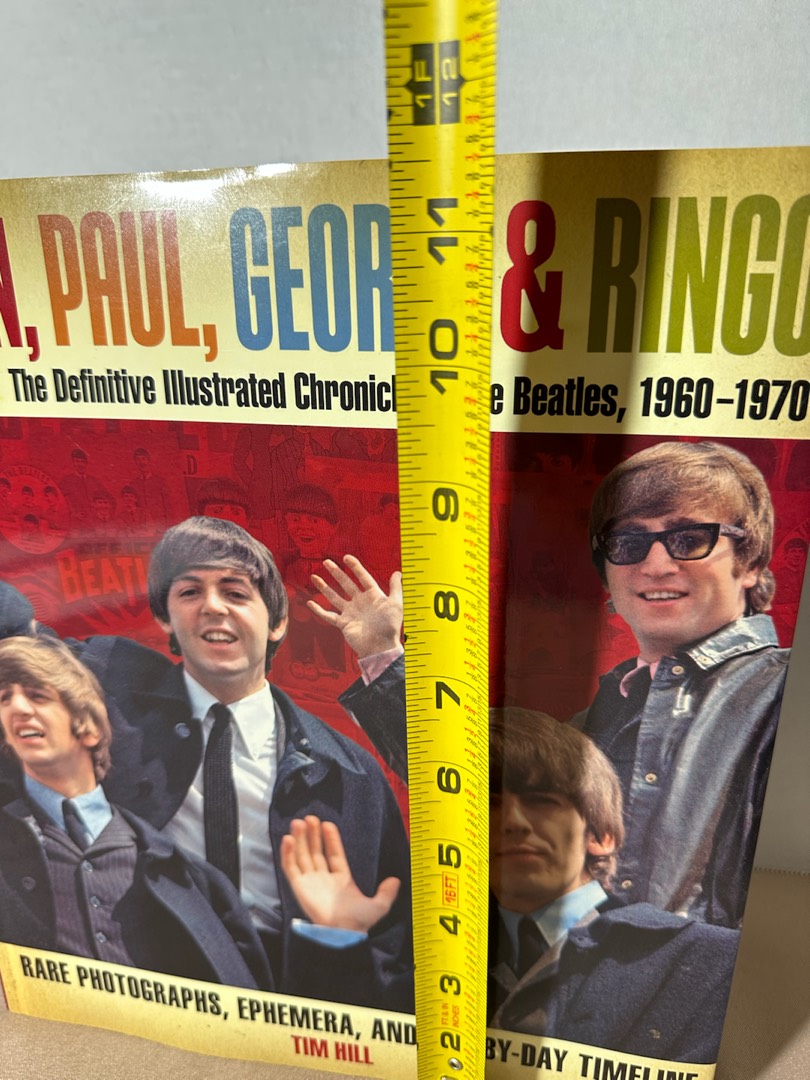 1F
12
11
N, PAUL, GEOR & RINGO
10
The Definitive Illustrated Chronicl e Beatles, 1960–1970
9
BEATL
8
7
6
5
16FT
4
3
RARE PHOTOGRAPHS, EPHEMERA, AND BY-DAY TIMELINE
2
TIM HILL